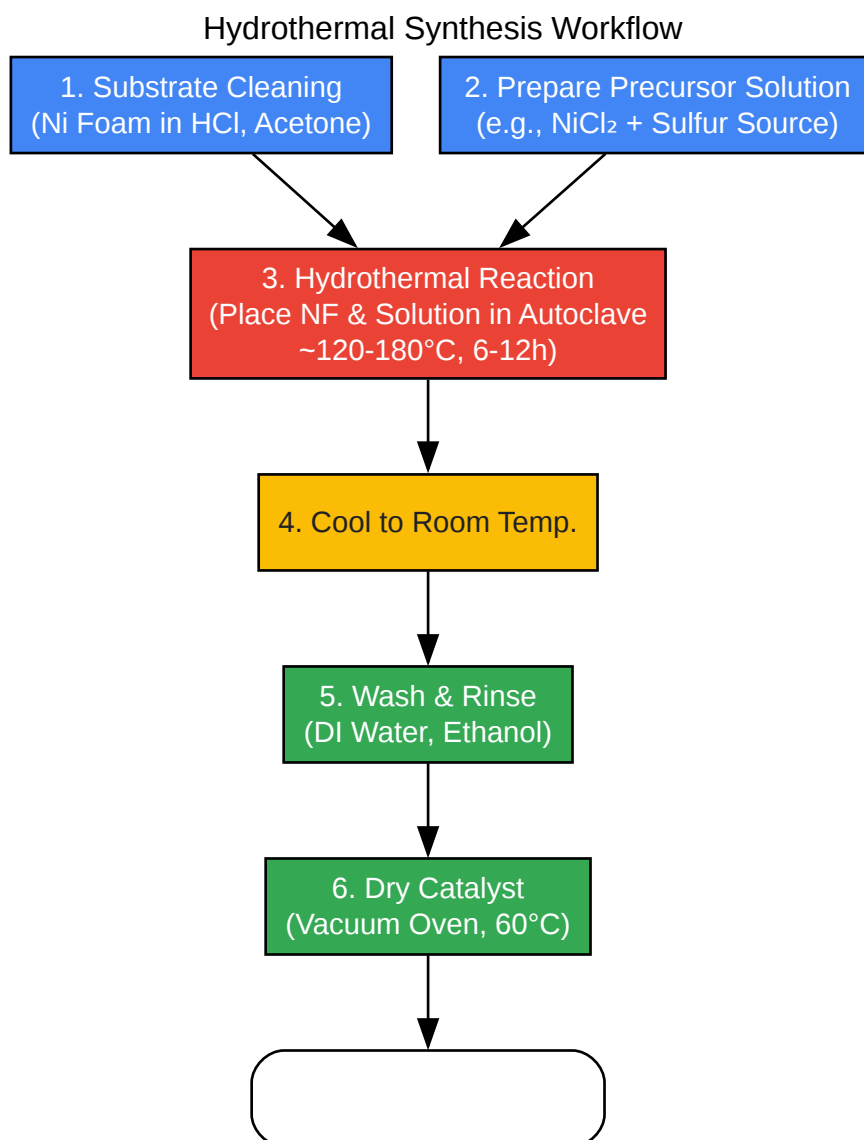 Hydrothermal Synthesis Workflow
1. Substrate Cleaning
(Ni Foam in HCl, Acetone)
2. Prepare Precursor Solution
(e.g., NiCl₂ + Sulfur Source)
3. Hydrothermal Reaction
(Place NF & Solution in Autoclave
~120-180°C, 6-12h)
4. Cool to Room Temp.
5. Wash & Rinse
(DI Water, Ethanol)
6. Dry Catalyst
(Vacuum Oven, 60°C)